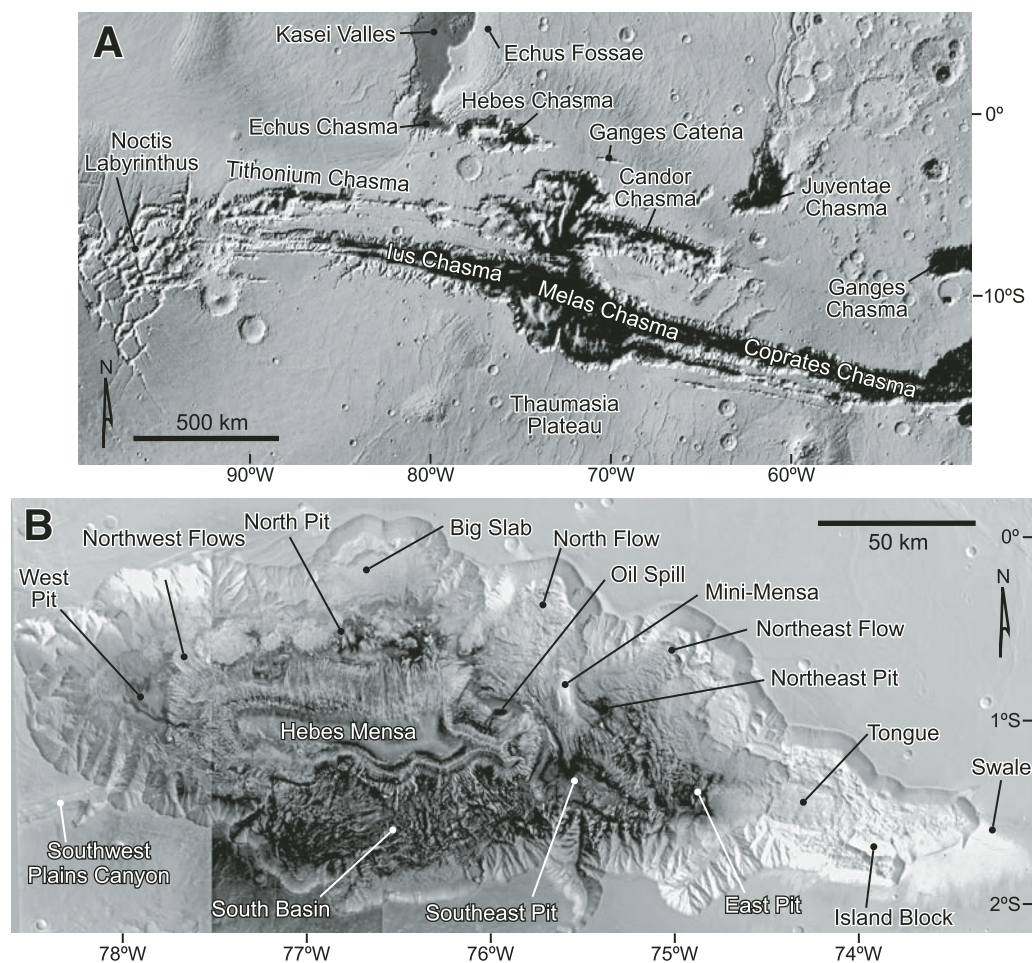 A
Kasei Valles
Echus Fossae
Hebes Chasma
Echus Chasma
0º
Ganges Catena
Noctis
Labyrinthus
Tithonium Chasma
Candor
Chasma
Juventae
Chasma
Ius Chasma
Ganges
Chasma
10ºS
Melas Chasma
Coprates Chasma
N
500 km
Thaumasia
Plateau
90ºW
80ºW
70ºW
60ºW
B
North Pit
Northwest Flows
Big Slab
North Flow
50 km
0º
West
Pit
Oil Spill
N
Mini-Mensa
Northeast Flow
Northeast Pit
Hebes Mensa
1ºS
Tongue
Swale
Southwest
Plains Canyon
South Basin
Southeast Pit
East Pit
Island Block
2ºS
78ºW
77ºW
76ºW
75ºW
74ºW